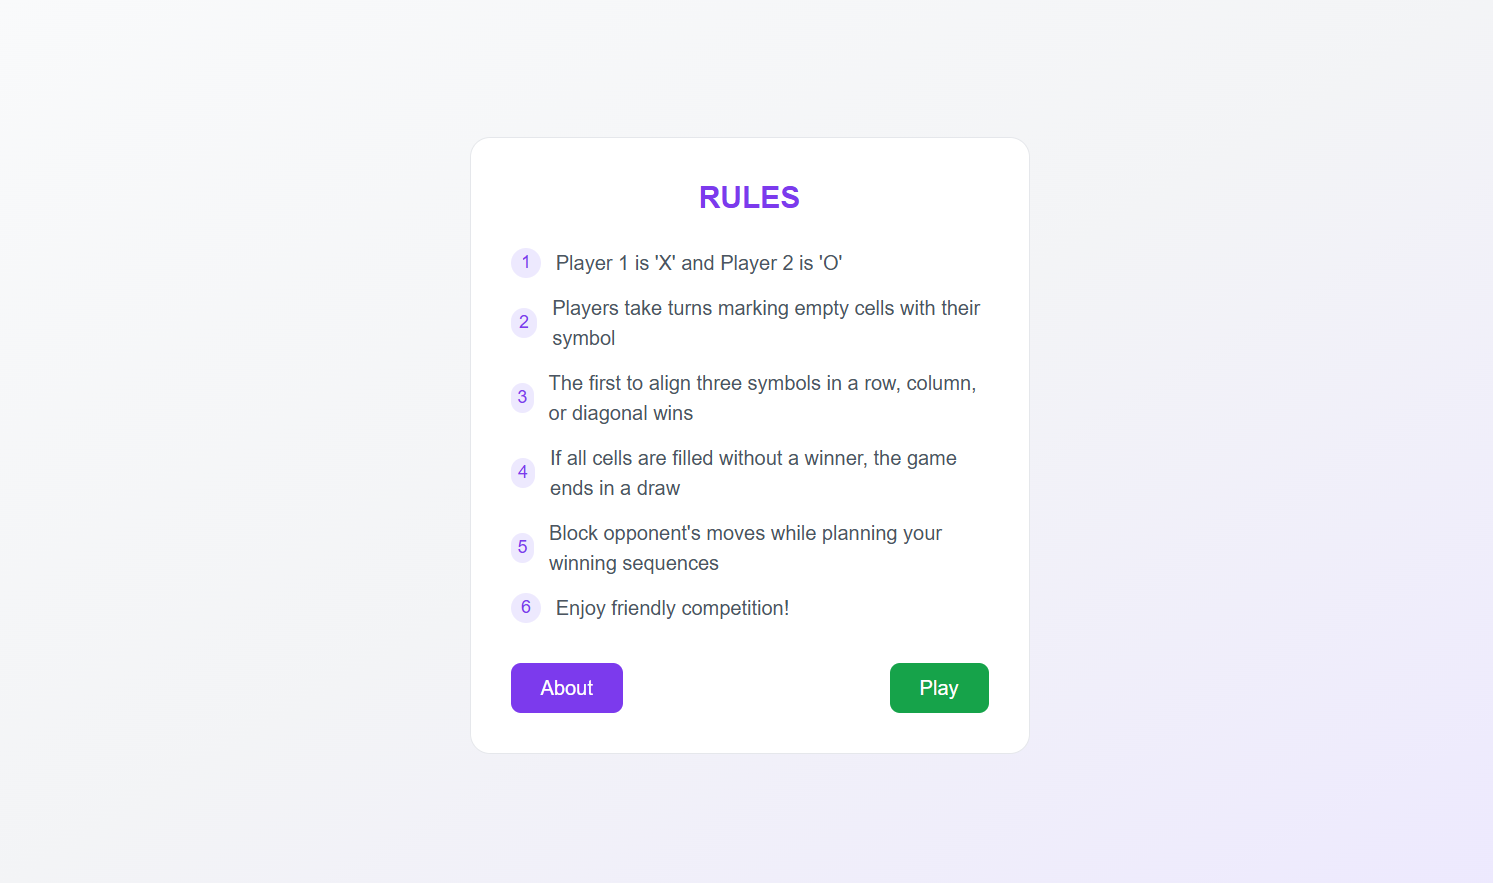 RULES
1 Player 1 is 'X' and Player 2 is 'O'
2 Players take turns marking empty cells with their
symbol
3 The first to align three symbols in a row, column,
or diagonal wins
4 If all cells are filled without a winner, the game
ends in a draw
5 Block opponent's moves while planning your
winning sequences
6 Enjoy friendly competition!
About
Play